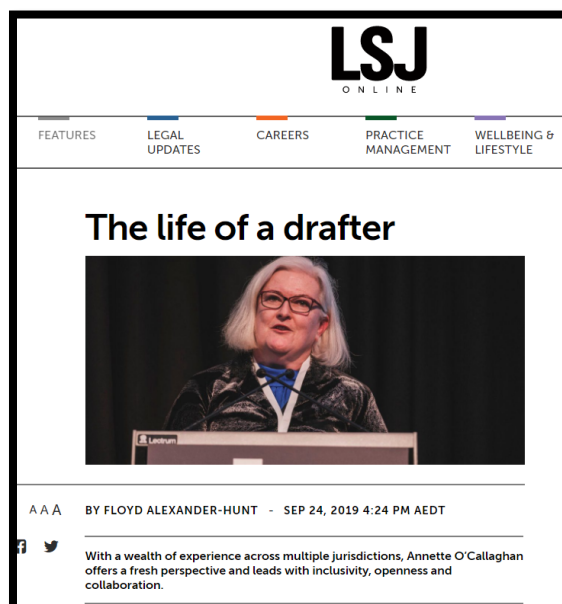 LSJ
ONLINE
FEATURES
LEGAL
UPDATES
CAREERS
PRACTICE
MANAGEMENT
WELLBEING &
LIFESTYLE
The life of a drafter
Lectrum
A A A
BY FLOYD ALEXANDER-HUNT - SEP 24, 2019 4:24 PM AEDT
With a wealth of experience across multiple jurisdictions, Annette O'Callaghan
offers a fresh perspective and leads with inclusivity, openness and
collaboration.